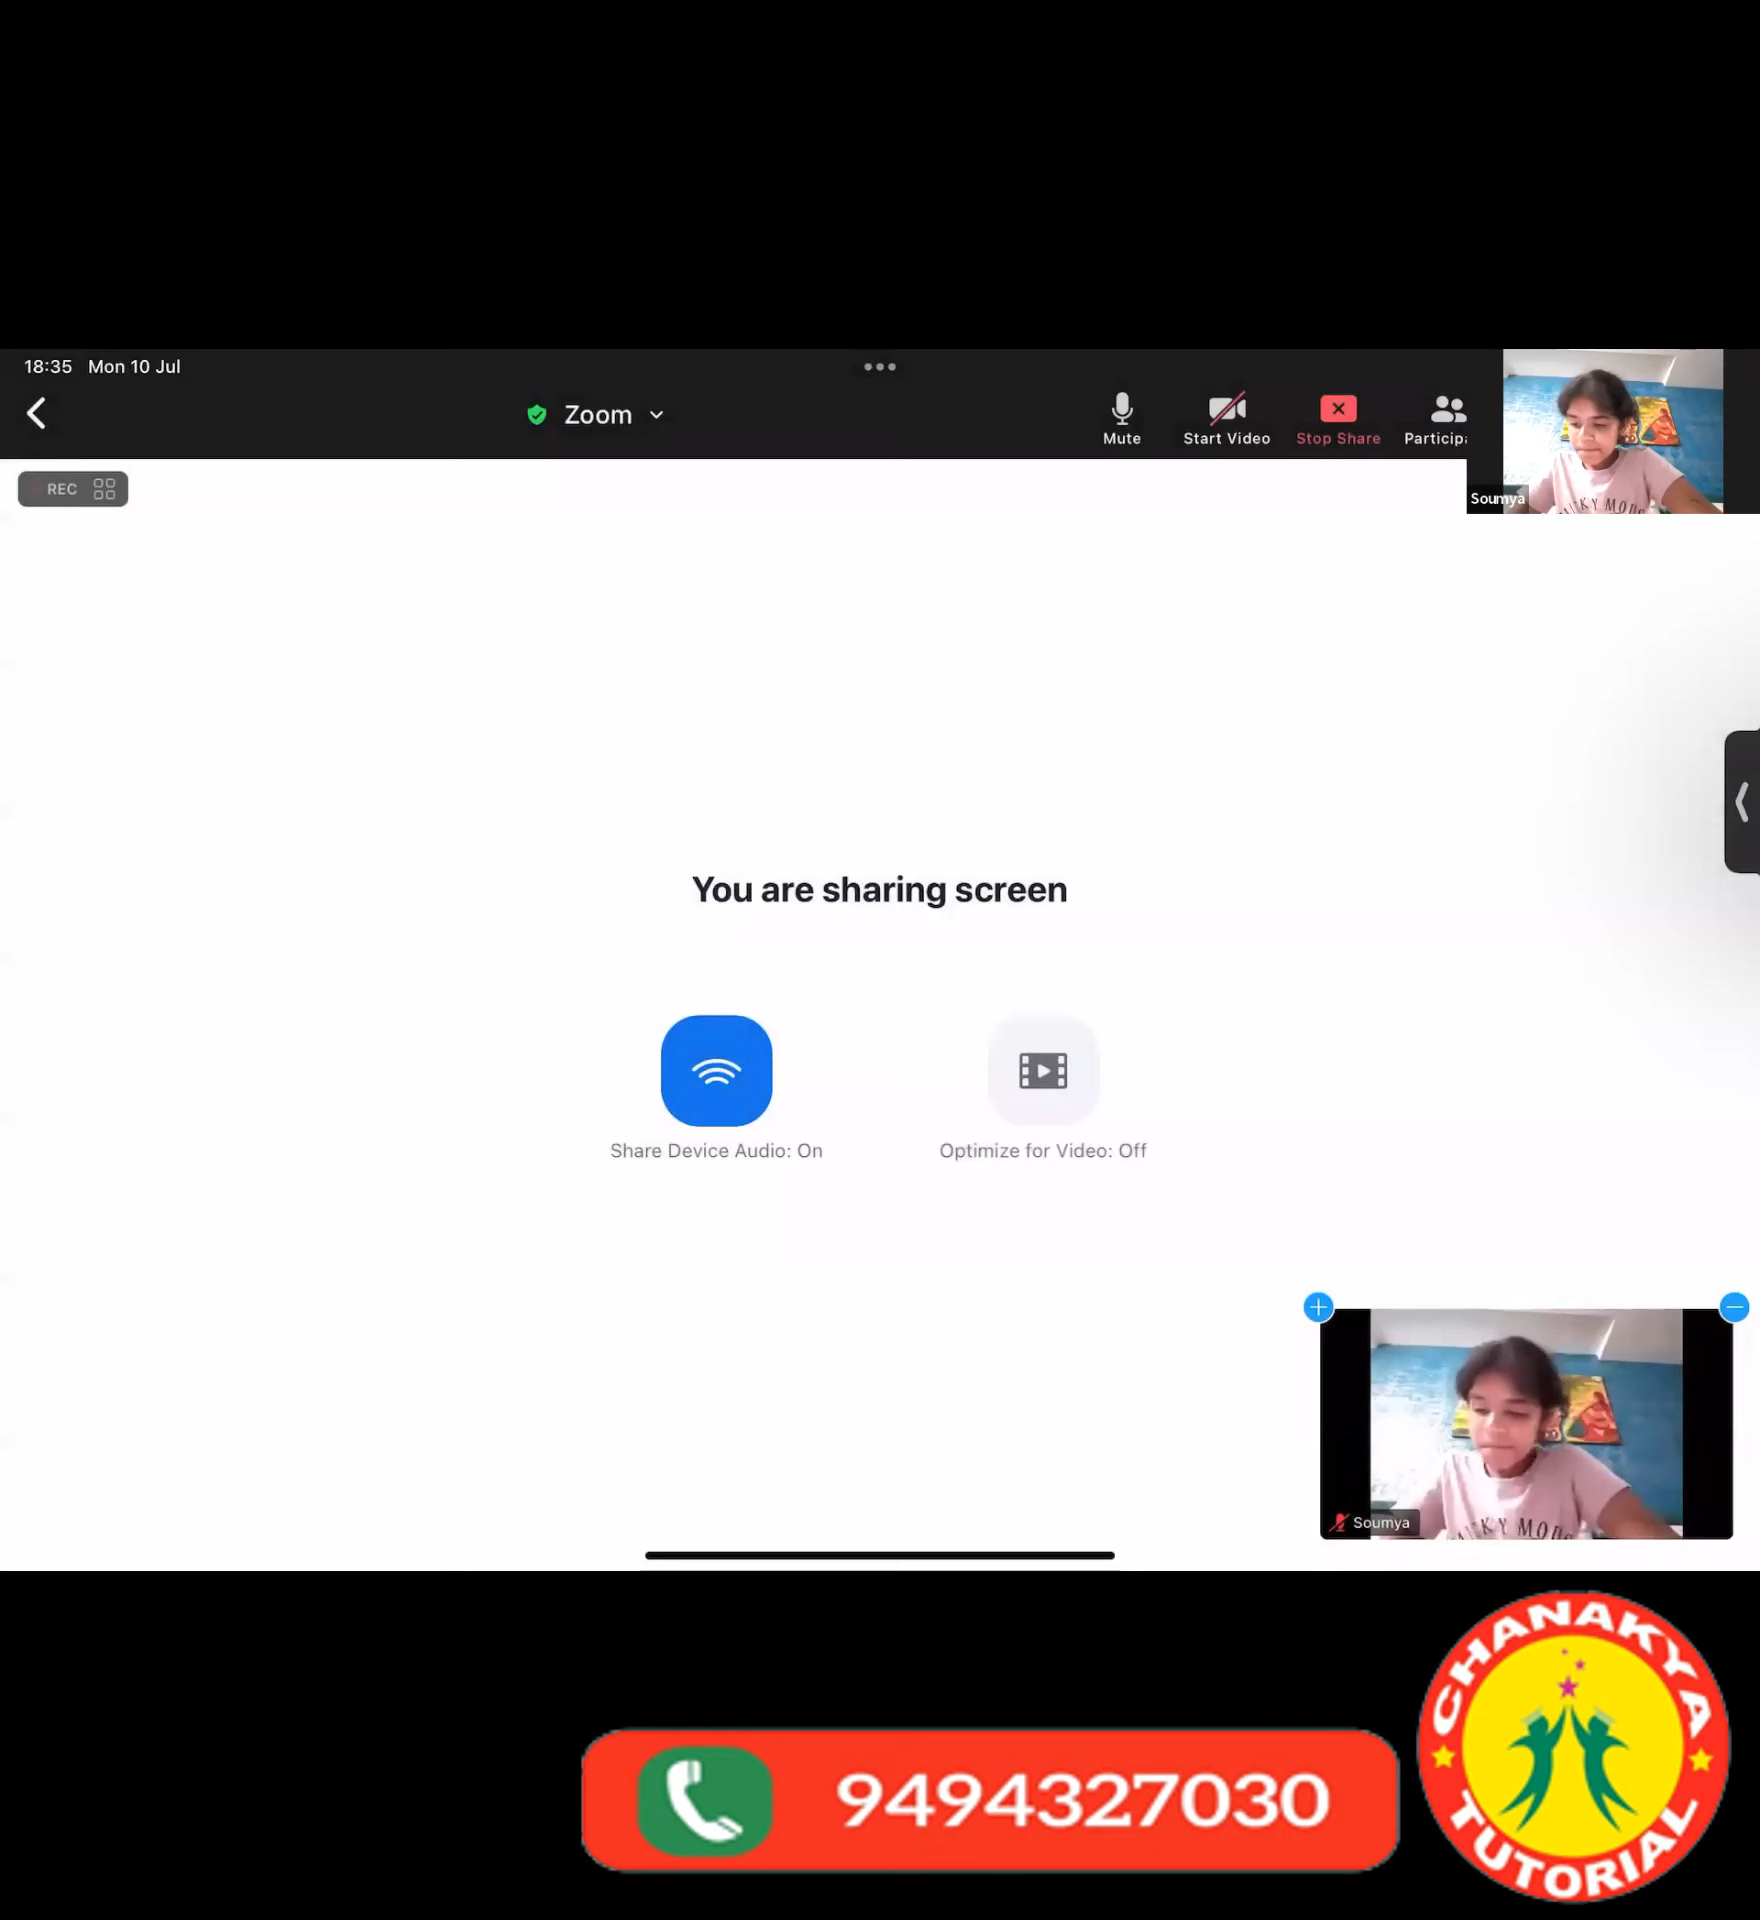 18:35 Mon 10 Jul
Zoom
Mute
Start Video
Stop Share
Particip
REC
Soumya
You are sharing screen
Share Device Audio: On
Optimize for Video: Off
Soumya
CHANAKYA
TUTORIAL
9494327030